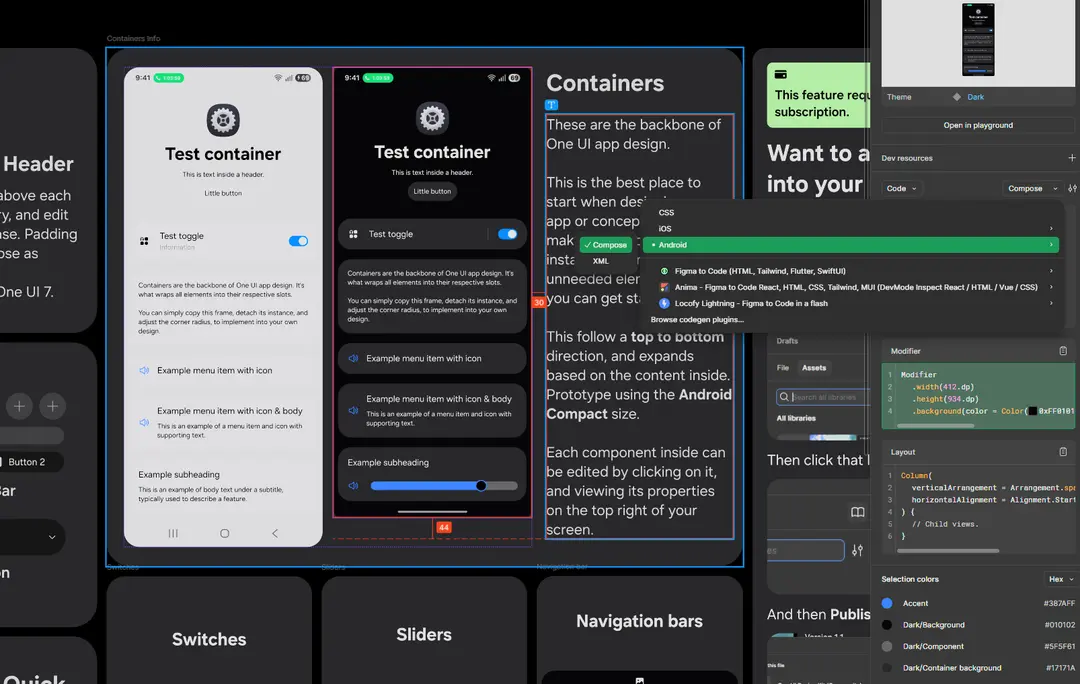 Containers Info
Header
above each
ry, and edit
ase. Padding
ose as
One UI 7.
Button 2
Bar
on
Quick
9:41
69
Test container
This is text inside a header.
Little button
Test toggle
Information
Containers are the backbone of One UI app design. It's
what wraps all elements into their respective slots.
You can simply copy this frame, detach its instance, and
adjust the corner radius, to implement into your own
design.
Example menu item with icon
Example menu item with icon & body
This is an example of a menu item and icon with
supporting text.
Example subheading
This is an example of body text under a subtitle,
typically used to describe a feature.
9:41
69
Test container
This is text inside a header.
Little button
Test toggle
Containers are the backbone of One UI app design. It's
what wraps all elements into their respective slots.
You can simply copy this frame, detach its instance, and
adjust the corner radius, to implement into your own
design.
Example menu item with icon
Example menu item with icon & body
This is an example of a menu item and icon with
supporting text.
Example subheading
30
44
Containers
T
These are the backbone of
One UI app design.
This is the best place to
start when desi
app or concep
mak
insta
unneeded ele
you can get sta
This follow a top to bottom
direction, and expands
based on the content inside.
Prototype using the Android
Compact size.
Each component inside can
be edited by clicking on it,
and viewing its properties
on the top right of your
screen.
Switches
Sliders
Navigation bar
Switches
Sliders
Navigation bars
This feature requ
subscription.
Want to a
into your
CSS
iOS
Android
Compose
XML
Figma to Code (HTML, Tailwind, Flutter, SwiftUI)
Anima - Figma to Code React, HTML, CSS, Tailwind, MUI (DevMode Inspect React / HTML / Vue / CSS)
Locofy Lightning - Figma to Code in a flash
Browse codegen plugins...
Drafts
File Assets
Search all libraries
All libraries
Then click that l
es
And then Publis
Version 1.1
this file
Theme
Dark
Open in playground
Dev resources
Code
Compose
Modifier
1 Modifier
2 .width(412.dp)
3 .height(934.dp)
4 .background(color = Color( 0xFF0101
Layout
1 Column(
2 verticalArrangement = Arrangement.spa
3 horizontalAlignment = Alignment.Start
4 ) {
5 // Child views.
6 }
Selection colors
Hex
Accent
#387AFF
Dark/Background
#010102
Dark/Component
#5F5F61
Dark/Container background
#17171A